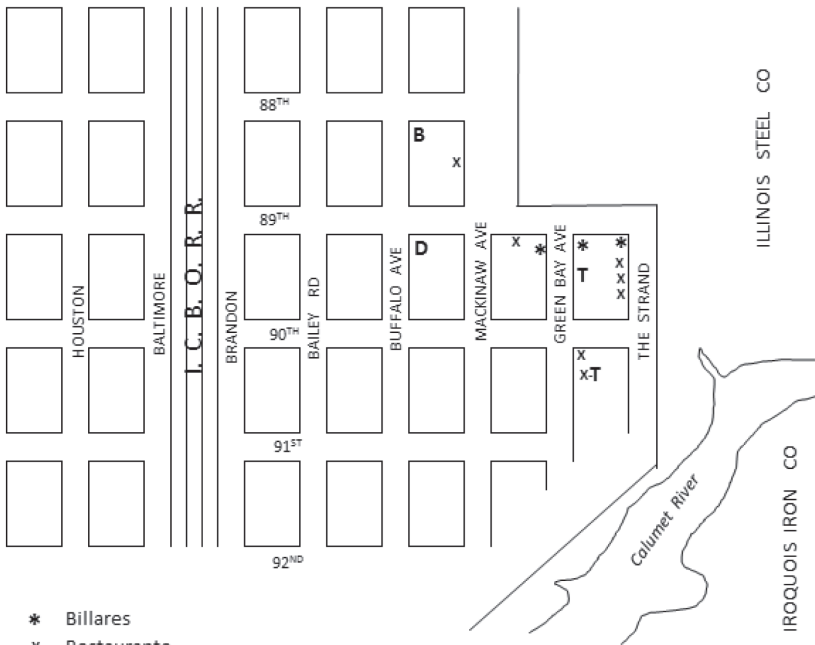 88TH
89TH
90TH
91ST
92ND
HOUSTON
BALTIMORE
I. C. B. O. R. R.
BRANDON
BAILEY RD
BUFFALO AVE
MACKINAW AVE
GREEN BAY AVE
THE STRAND
ILLINOIS STEEL CO
IROQUOIS IRON CO
Calumet River
B
x
D
x
*
* *
T
x
x
x
x
x-T
* Billares